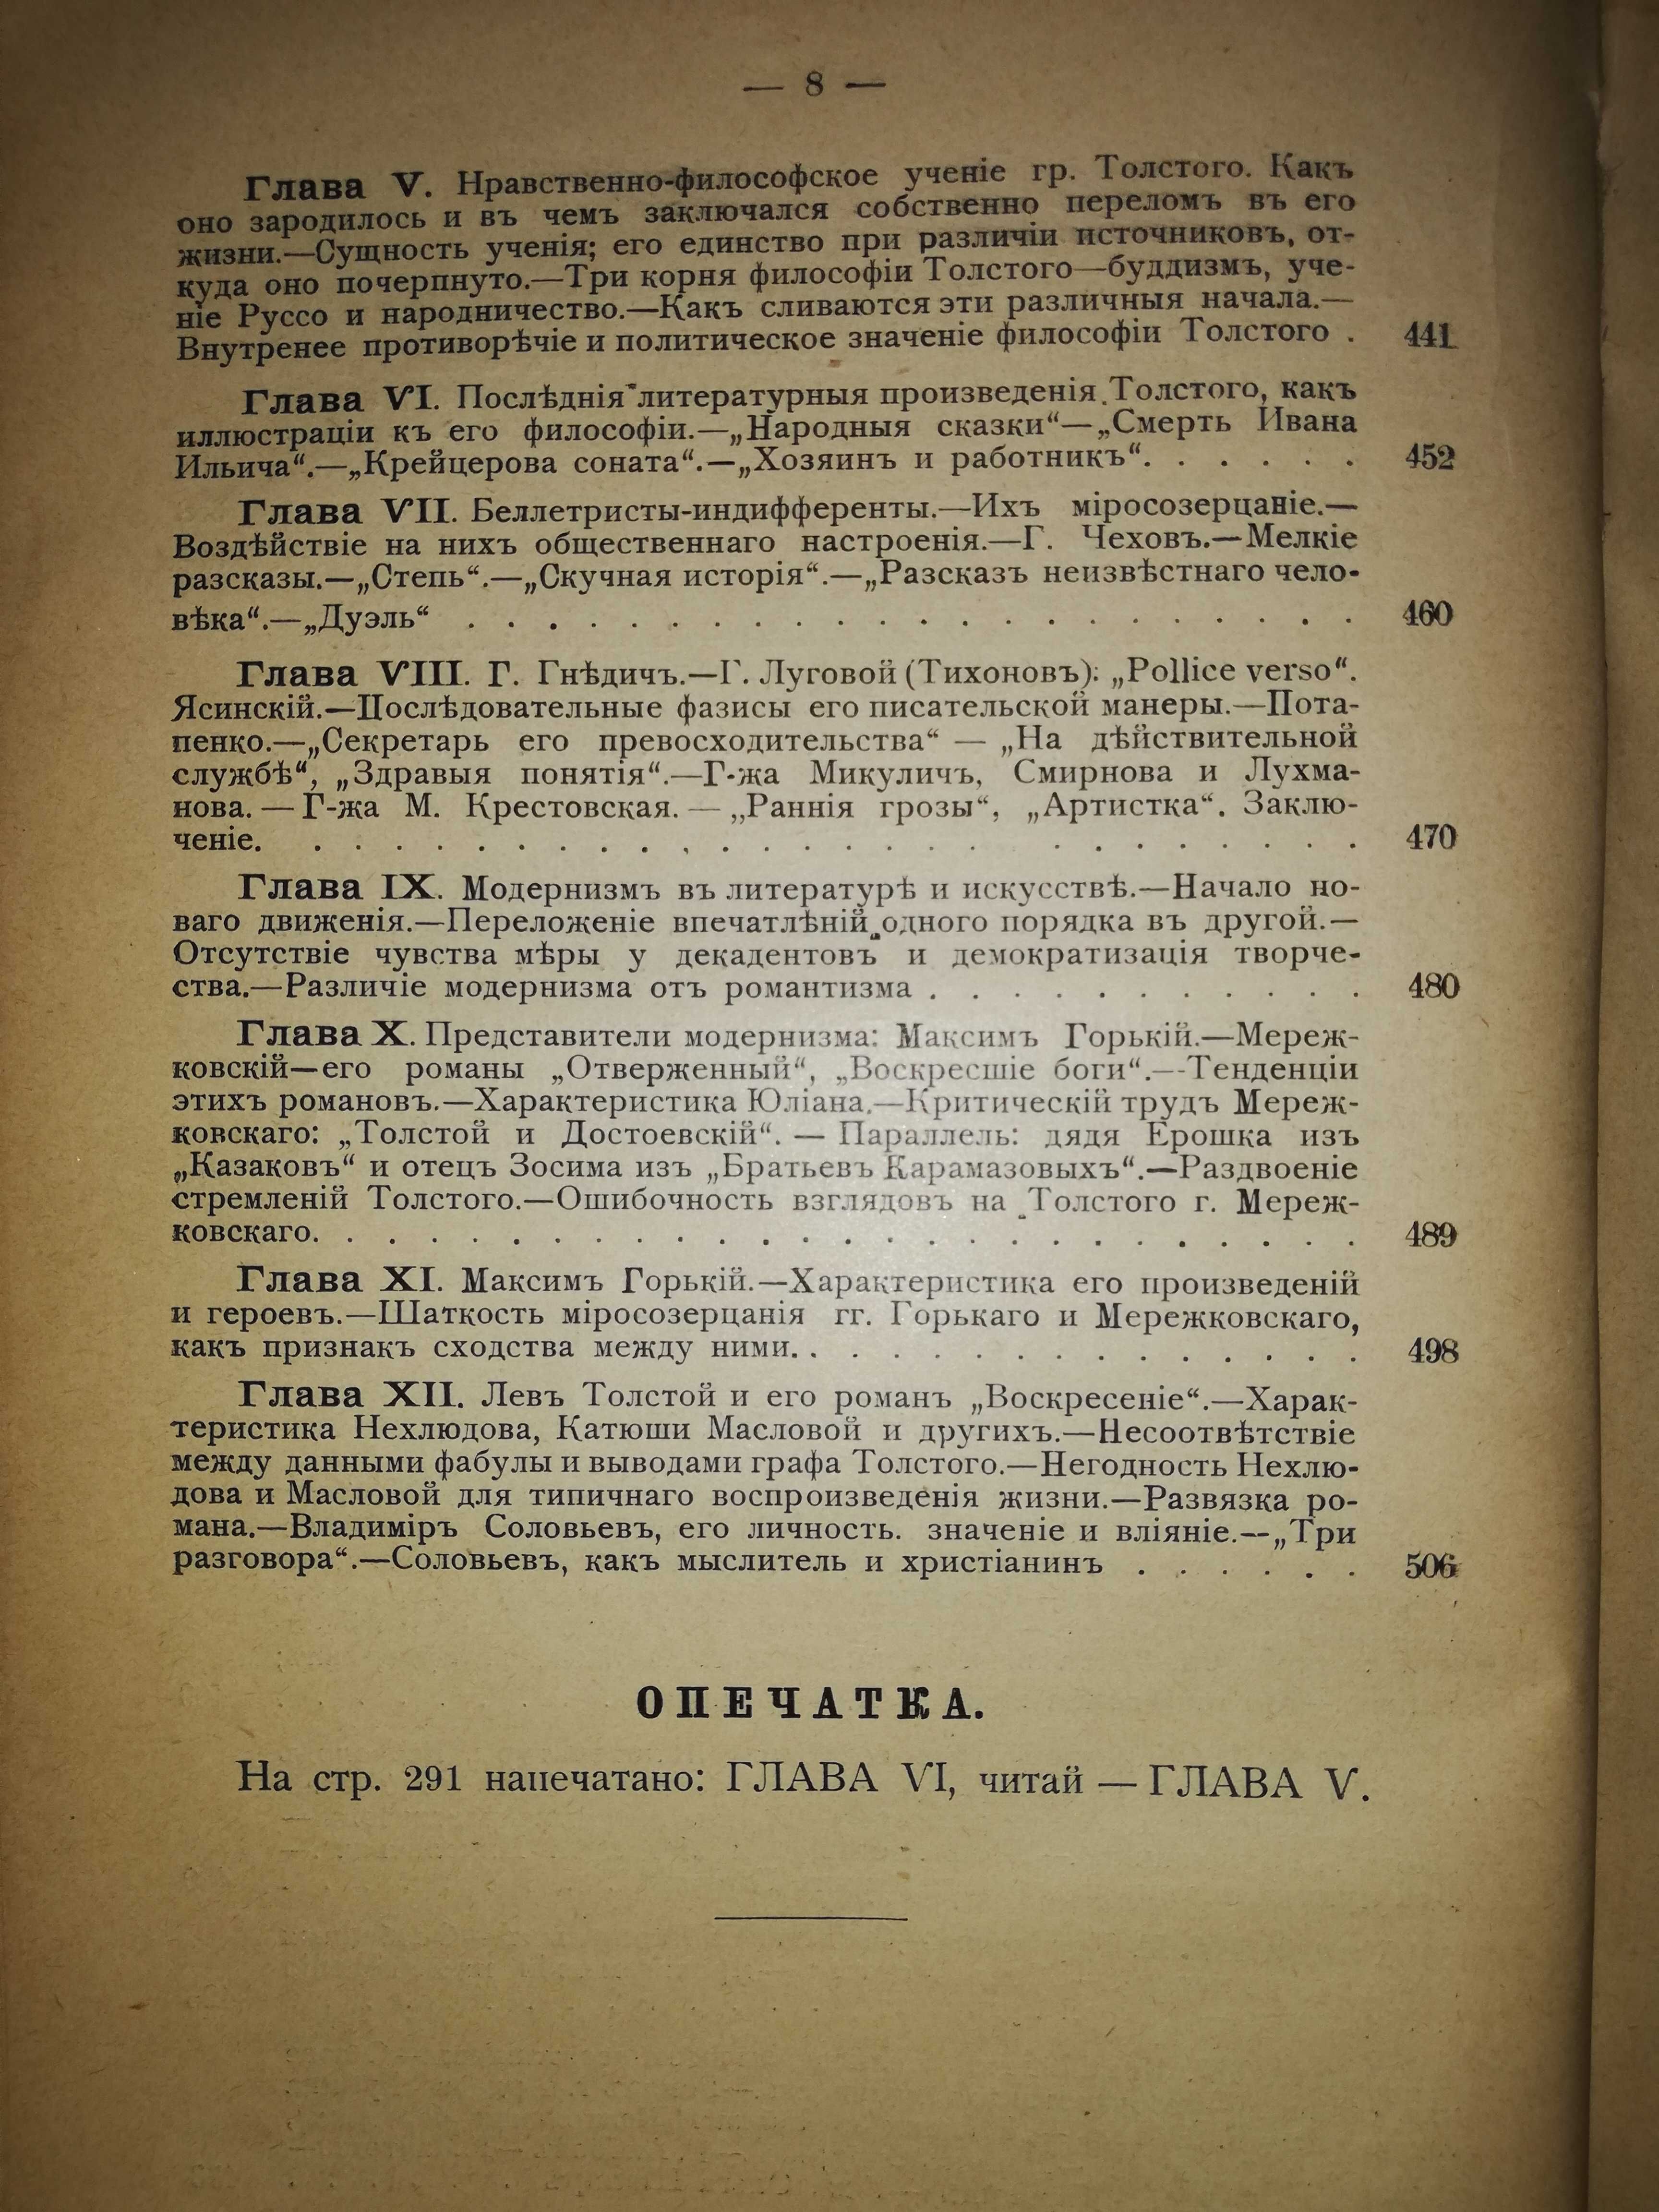 — 8 —
Глава V. Нравственно-философское ученіе гр. Толстого. Какъ
оно зародилось и въ чемъ заключался собственно переломъ въ его
жизни.—Сущность ученія; его единство при различіи источниковъ, от-
куда оно почерпнуто.—Три корня философіи Толстого—буддизмъ, уче-
ніе Руссо и народничество.—Какъ сливаются эти различныя начала.—
Внутренее противорѣчіе и политическое значеніе философіи Толстого . 441
Глава VI. Послѣднія литературныя произведенія Толстого, какъ
иллюстраціи къ его философіи.—„Народныя сказки“—„Смерть Ивана
Ильича“.—„Крейцерова соната“.—„Хозяинъ и работникъ“. . . . . . 452
Глава VII. Беллетристы-индифференты.—Ихъ міросозерцаніе.—
Воздѣйствіе на нихъ общественнаго настроенія.—Г. Чеховъ.—Мелкіе
разсказы.—„Степь“.—„Скучная исторія“.—„Разсказъ неизвѣстнаго чело-
вѣка“.—„Дуэль“ . . . . . . . . . . . . . . . . . . . . . . 460
Глава VIII. Г. Гнѣдичъ.—Г. Луговой (Тихоновъ): „Pollice verso“.
Ясинскій.—Послѣдовательные фазисы его писательской манеры.—Пота-
пенко.—„Секретарь его превосходительства“ — „На дѣйствительной
службѣ“, „Здравыя понятія“.—Г-жа Микуличъ, Смирнова и Лухма-
нова. — Г-жа М. Крестовская. — „Раннія грозы“, „Артистка“. Заклю-
ченіе. . . . . . . . . . . . . . . . . . . . . . . . . . . 470
Глава IX. Модернизмъ въ литературѣ и искусствѣ.—Начало но-
ваго движенія.—Переложеніе впечатлѣній одного порядка въ другой.—
Отсутствіе чувства мѣры у декадентовъ и демократизація творче-
ства.—Различіе модернизма отъ романтизма . . . . . . . . . . . 480
Глава X. Представители модернизма: Максимъ Горькій.—Мереж-
ковскій—его романы „Отверженный“, „Воскресшіе боги“.—Тенденціи
этихъ романовъ.—Характеристика Юліана.—Критическій трудъ Мереж-
ковскаго: „Толстой и Достоевскій“. — Параллель: дядя Ерошка изъ
„Казаковъ“ и отецъ Зосима изъ „Братьевъ Карамазовыхъ“.—Раздвоеніе
стремленій Толстого.—Ошибочность взглядовъ на Толстого г. Мереж-
ковскаго. . . . . . . . . . . . . . . . . . . . . . . . . . 489
Глава XI. Максимъ Горькій.—Характеристика его произведеній
и героевъ.—Шаткость міросозерцанія гг. Горькаго и Мережковскаго,
какъ признакъ сходства между ними. . . . . . . . . . . . . . . 498
Глава XII. Левъ Толстой и его романъ „Воскресеніе“.—Харак-
теристика Нехлюдова, Катюши Масловой и другихъ.—Несоотвѣтствіе
между данными фабулы и выводами графа Толстого.—Негодность Нехлю-
дова и Масловой для типичнаго воспроизведенія жизни.—Развязка ро-
мана.—Владиміръ Соловьевъ, его личность. значеніе и вліяніе.—„Три
разговора“.—Соловьевъ, какъ мыслитель и христіанинъ . . . . . . 506
ОПЕЧАТКА.
На стр. 291 напечатано: ГЛАВА VI, читай — ГЛАВА V.